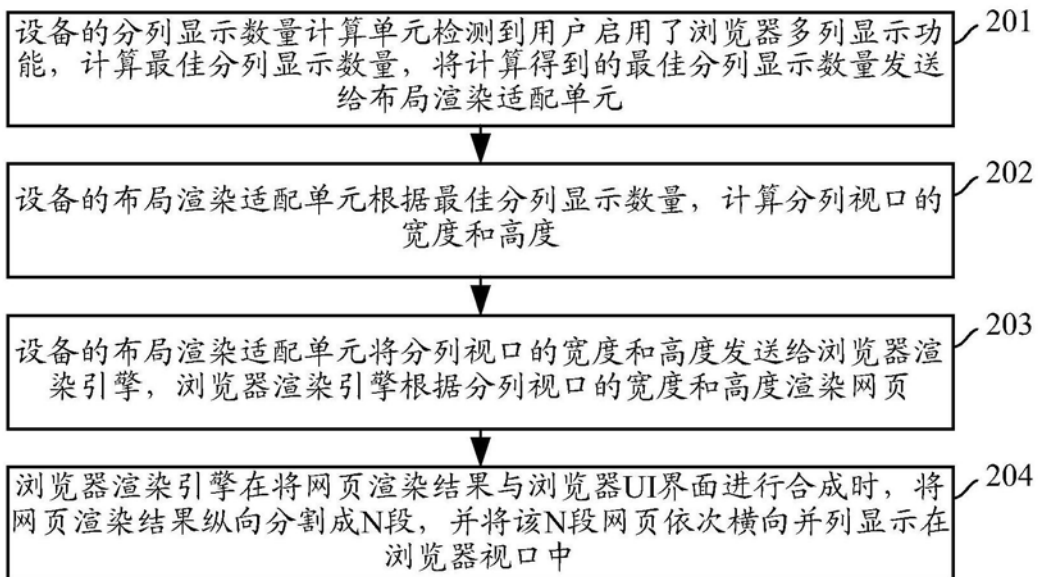 设备的分列显示数量计算单元检测到用户启用了浏览器多列显示功
能，计算最佳分列显示数量，将计算得到的最佳分列显示数量发送
给布局渲染适配单元
201
设备的布局渲染适配单元根据最佳分列显示数量，计算分列视口的
宽度和高度
202
设备的布局渲染适配单元将分列视口的宽度和高度发送给浏览器渲
染引擎，浏览器渲染引擎根据分列视口的宽度和高度渲染网页
203
浏览器渲染引擎在将网页渲染结果与浏览器UI界面进行合成时，将
网页渲染结果纵向分割成N段，并将该N段网页依次横向并列显示在
浏览器视口中
204